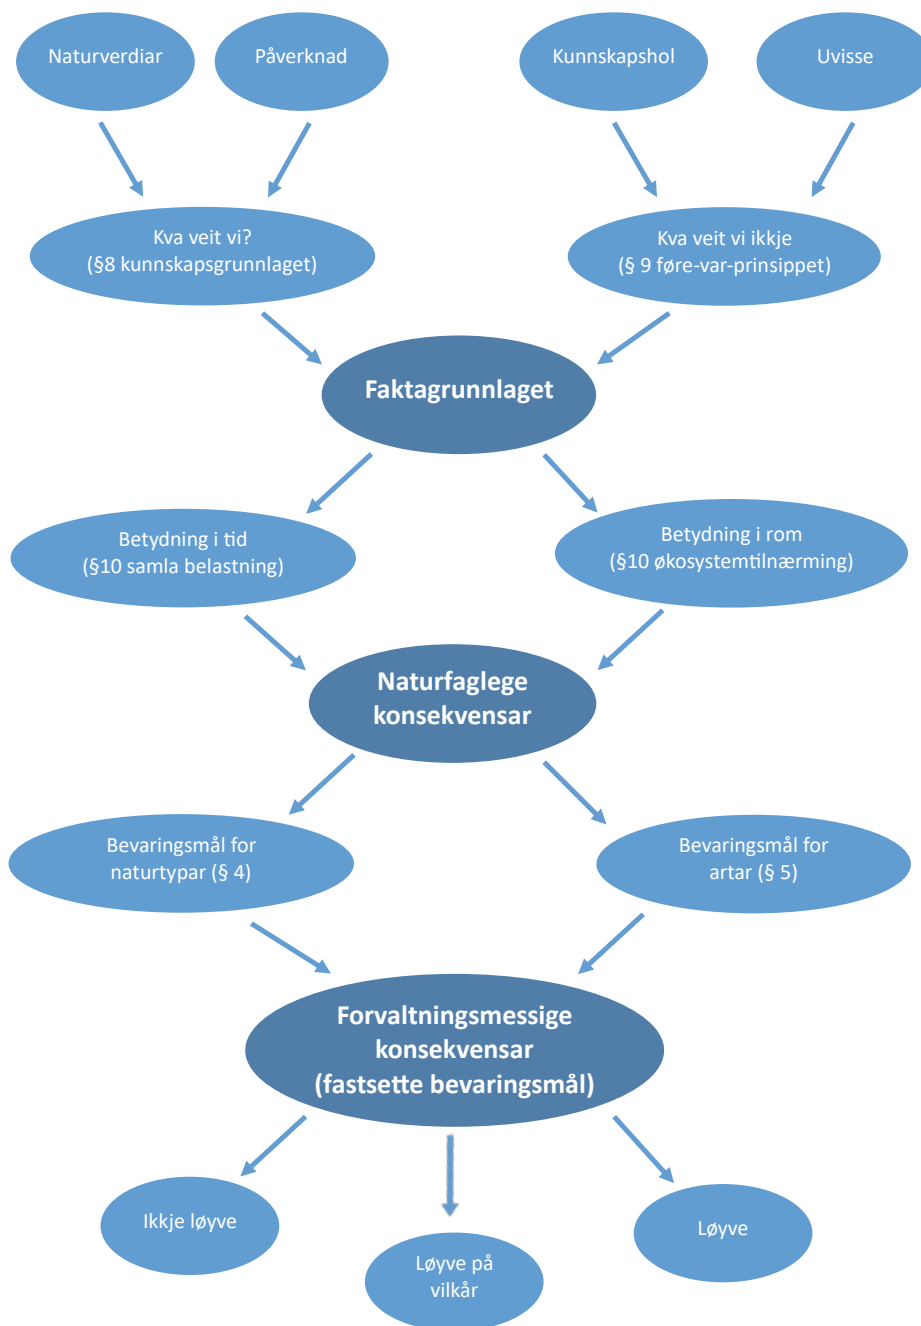 Naturverdiar
Påverknad
Kunnskapshol
Uvisse
Kva veit vi?
(§8 kunnskapsgrunnlaget)
Kva veit vi ikkje
(§ 9 føre-var-prinsippet)
Faktagrunnlaget
Betydning i tid
(§10 samla belastning)
Betydning i rom
(§10 økosystemtilnærming)
Naturfaglege
konsekvensar
Bevaringsmål for
naturtypar (§ 4)
Bevaringsmål for
artar (§ 5)
Forvaltningsmessige
konsekvensar
(fastsette bevaringsmål)
Ikkje løyve
Løyve på
vilkår
Løyve